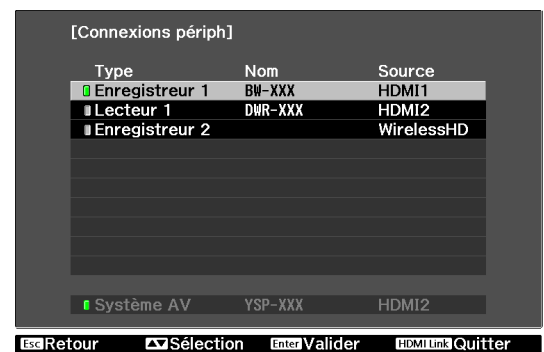 [Connexions périph]
Type Nom Source
Enregistreur 1 BW-XXX HDMI1
Lecteur 1 DWR-XXX HDMI2
Enregistreur 2 WirelessHD
Système AV YSP-XXX HDMI2
Esc Retour Sélection Enter Valider HDMI Link Quitter